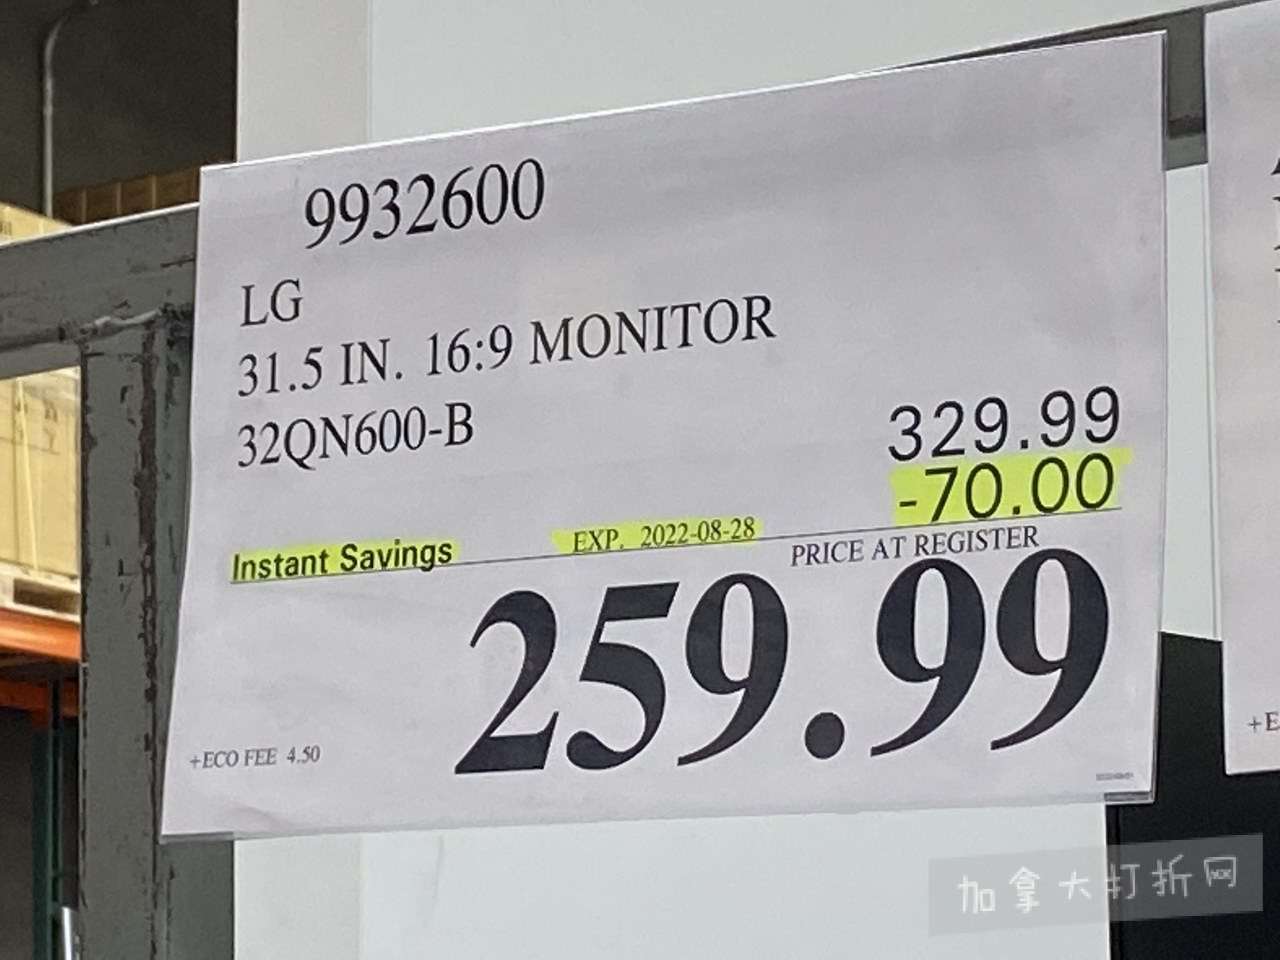 9932600
LG
31.5 IN. 16:9 MONITOR
32QN600-B
329.99
-70.00
Instant Savings EXP. 2022-08-28
PRICE AT REGISTER
259.99
+ECO FEE 4.50
+E
加拿大打折网